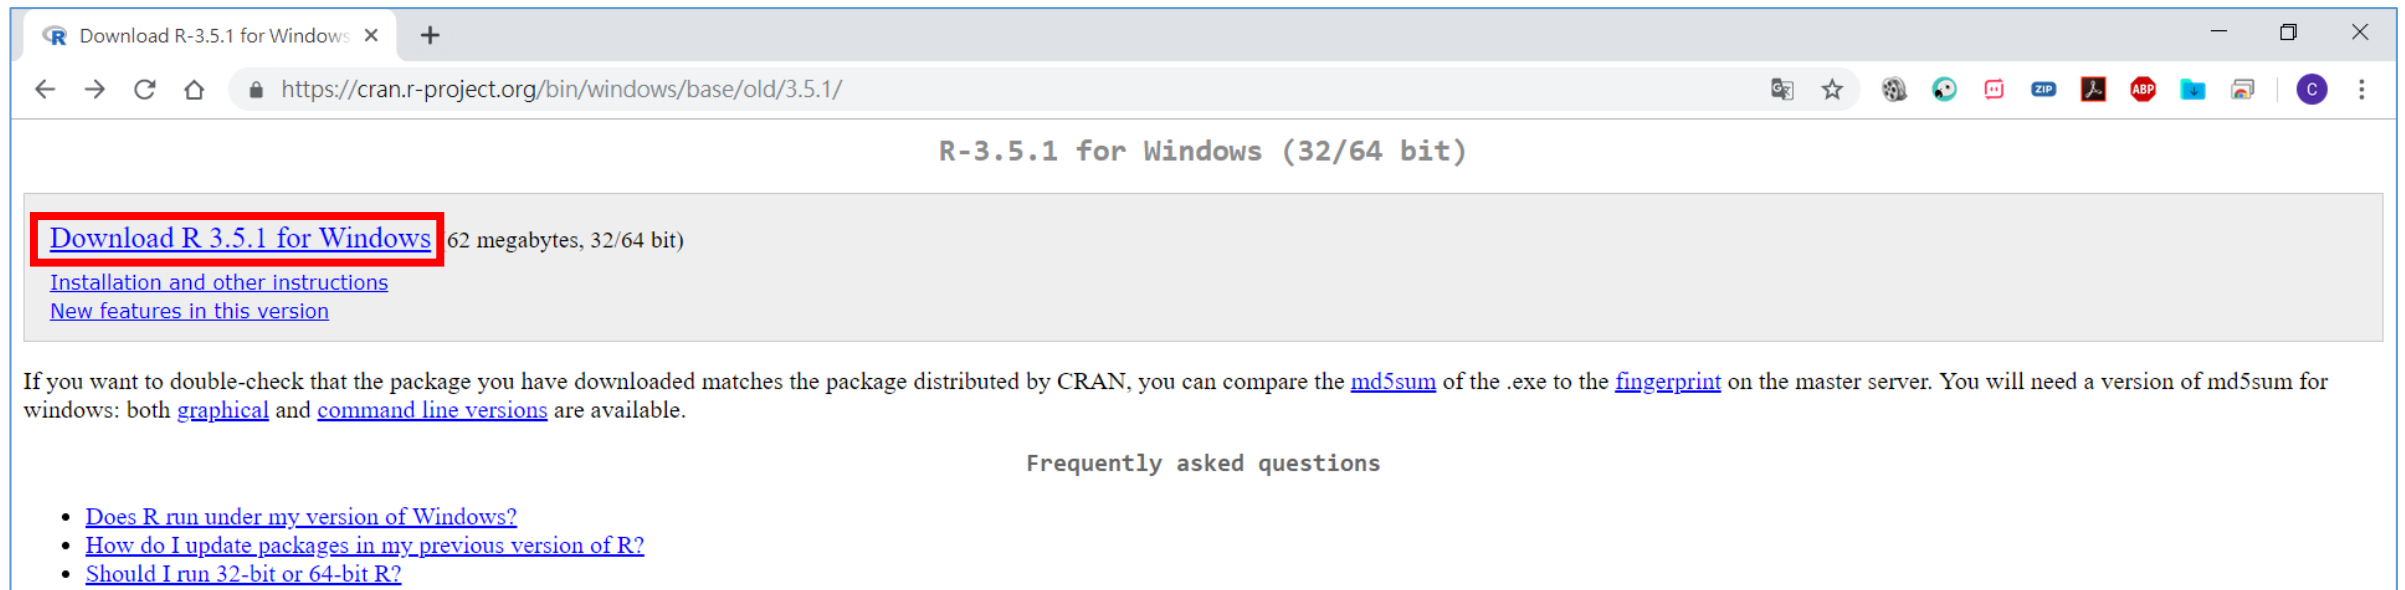 Download R-3.5.1 for Windows
https://cran.r-project.org/bin/windows/base/old/3.5.1/
ZIP
ABP
C
R-3.5.1 for Windows (32/64 bit)
Download R 3.5.1 for Windows (62 megabytes, 32/64 bit)
Installation and other instructions
New features in this version
If you want to double-check that the package you have downloaded matches the package distributed by CRAN, you can compare the md5sum of the .exe to the fingerprint on the master server. You will need a version of md5sum for
windows: both graphical and command line versions are available.
Frequently asked questions
• Does R run under my version of Windows?
• How do I update packages in my previous version of R?
• Should I run 32-bit or 64-bit R?